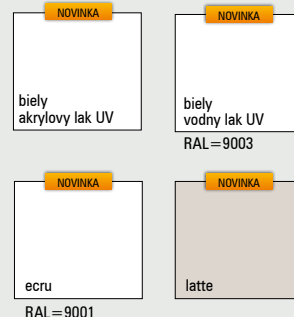 NOVINKA
biely
akrylovy lak UV
NOVINKA
biely
vodny lak UV
RAL=9003
NOVINKA
ecru
RAL=9001
NOVINKA
latte